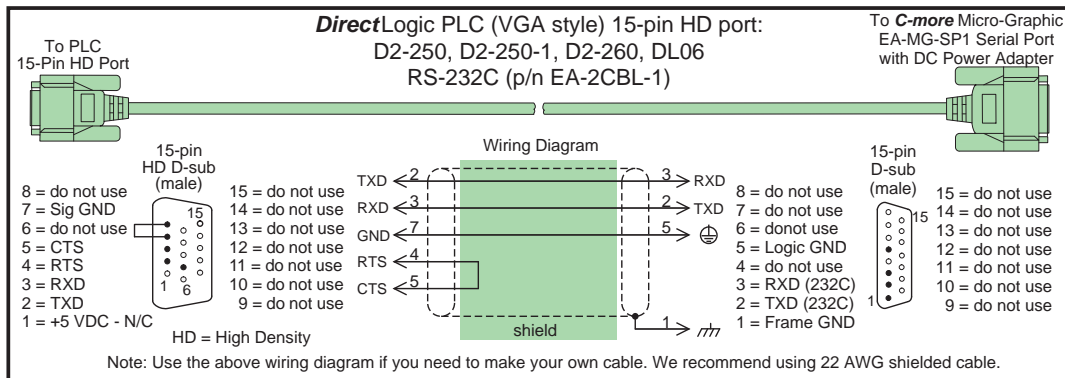 DirectLogic PLC (VGA style) 15-pin HD port:
D2-250, D2-250-1, D2-260, DL06
RS-232C (p/n EA-2CBL-1)
To PLC
15-Pin HD Port
To C-more Micro-Graphic
EA-MG-SP1 Serial Port
with DC Power Adapter
Wiring Diagram
15-pin
HD D-sub
(male)
8 = do not use
7 = Sig GND
6 = do not use
5 = CTS
4 = RTS
3 = RXD
2 = TXD
1 = +5 VDC - N/C
15
1
6
HD = High Density
15 = do not use
14 = do not use
13 = do not use
12 = do not use
11 = do not use
10 = do not use
9 = do not use
TXD 2 3 RXD
RXD 3 2 TXD
GND 7 5
RTS 4
CTS 5
1
shield
8 = do not use
7 = do not use
6 = donot use
5 = Logic GND
4 = do not use
3 = RXD (232C)
2 = TXD (232C)
1 = Frame GND
15-pin
D-sub
(male)
15
1
15 = do not use
14 = do not use
13 = do not use
12 = do not use
11 = do not use
10 = do not use
9 = do not use
Note: Use the above wiring diagram if you need to make your own cable. We recommend using 22 AWG shielded cable.